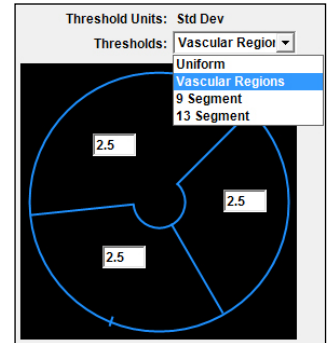 Threshold Units: Std Dev
Thresholds: Vascular Region
Uniform
Vascular Regions
9 Segment
13 Segment
2.5
2.5
2.5